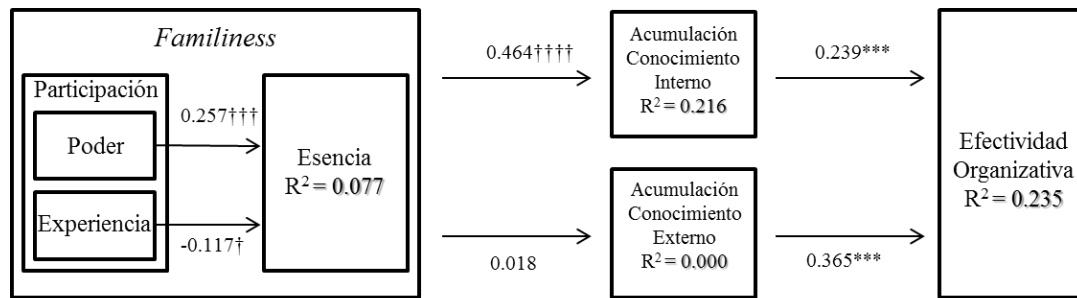 Familiness
Participación
Poder
Experiencia
0.257†††
-0.117†
Esencia
R² = 0.077
0.464††††
0.018
Acumulación
Conocimiento
Interno
R² = 0.216
Acumulación
Conocimiento
Externo
R² = 0.000
0.239***
0.365***
Efectividad
Organizativa
R² = 0.235